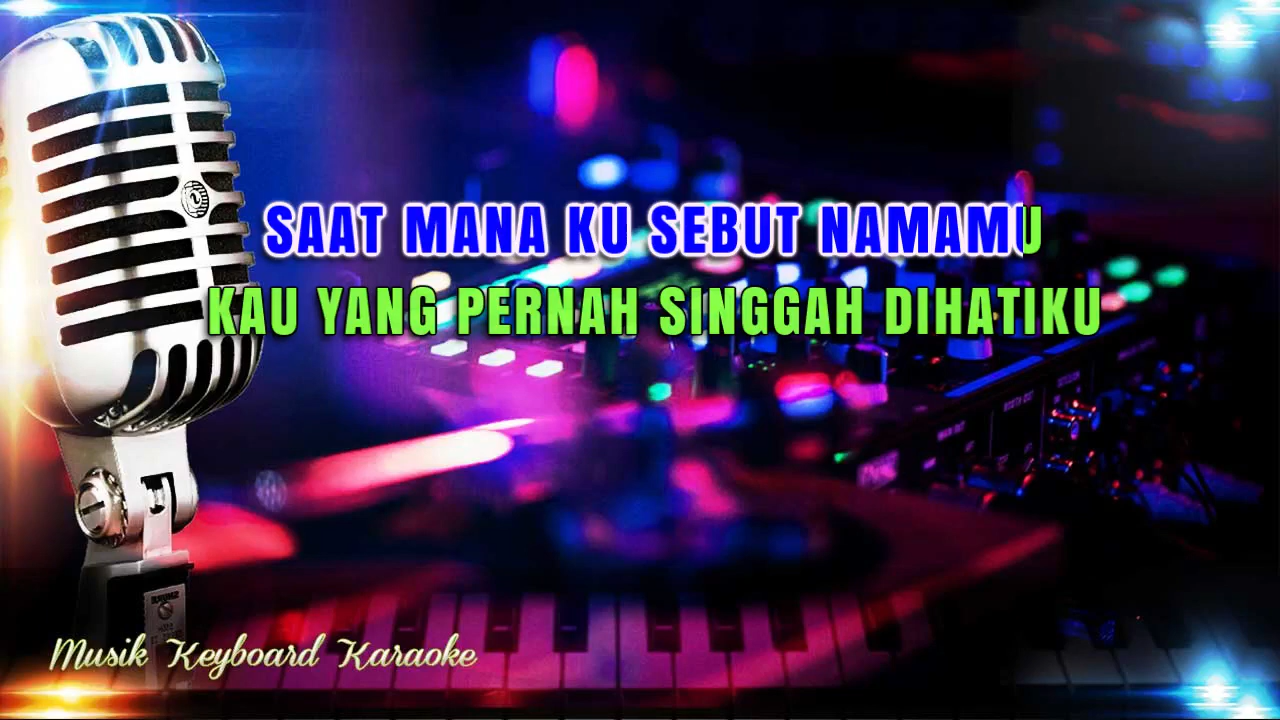 SAAT MANA KU SEBUT NAMAMU
KAU YANG PERNAH SINGGAH DIHATIKU
Musik Keyboard Karaoke